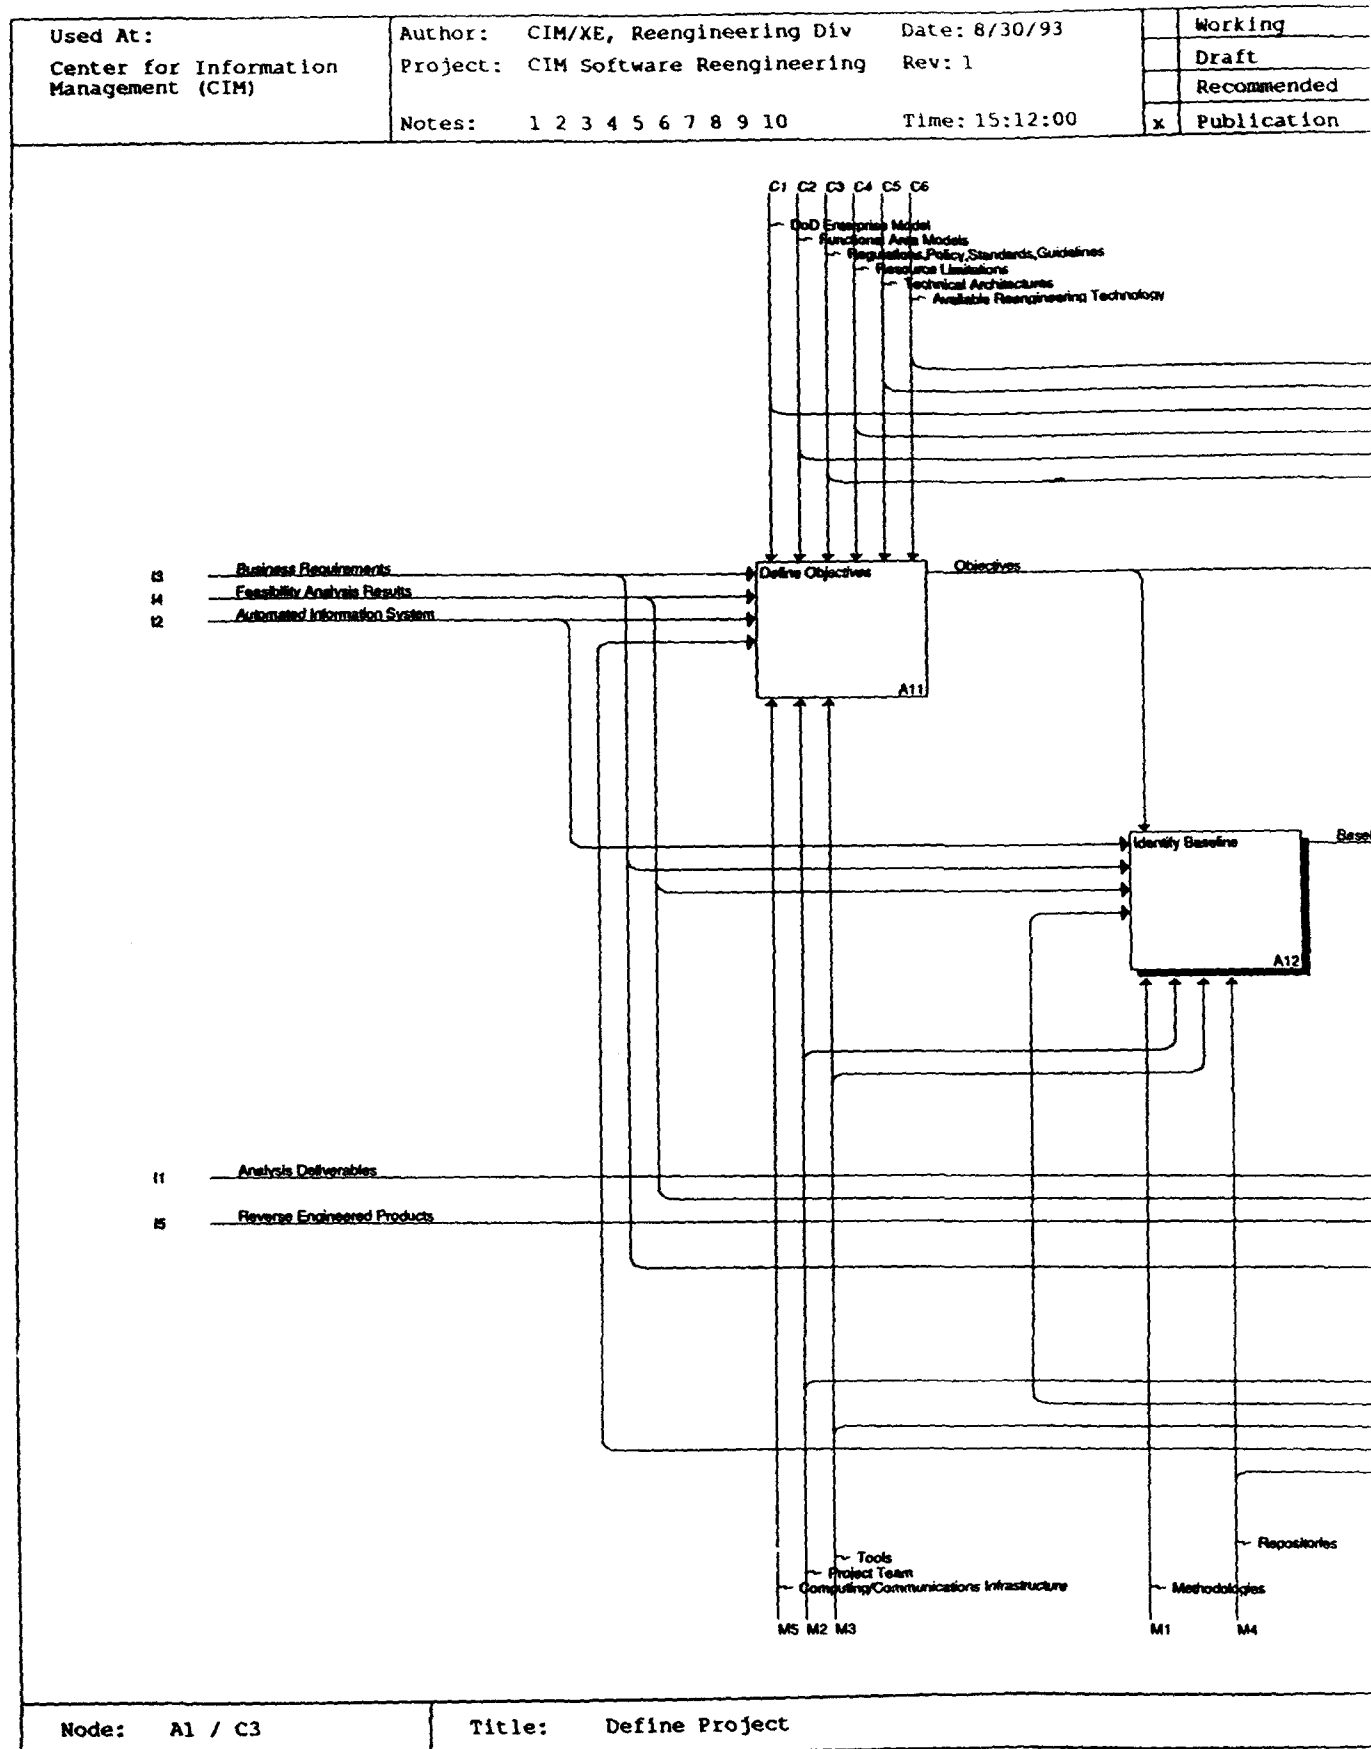 Used At:
Center for Information
Management (CIM)
Author: CIM/XE, Reengineering Div Date: 8/30/93
Project: CIM Software Reengineering Rev: 1
Notes: 1 2 3 4 5 6 7 8 9 10 Time: 15:12:00
Working
Draft
Recommended
x Publication
C1 C2 C3 C4 C5 C6
DoD Enterprise Model
Functional Area Models
Regulations,Policy,Standards,Guidelines
Resource Limitations
Technical Architectures
Available Reengineering Technology
I3 Business Requirements
I4 Feasibility Analysis Results
I2 Automated Information System
Define Objectives
A11
Objectives
Identify Baseline
A12
Basel
I1 Analysis Deliverables
I5 Reverse Engineered Products
Repositories
Tools
Project Team
Computing/Communications Infrastructure
Methodologies
M5 M2 M3 M1 M4
Node: A1 / C3 Title: Define Project